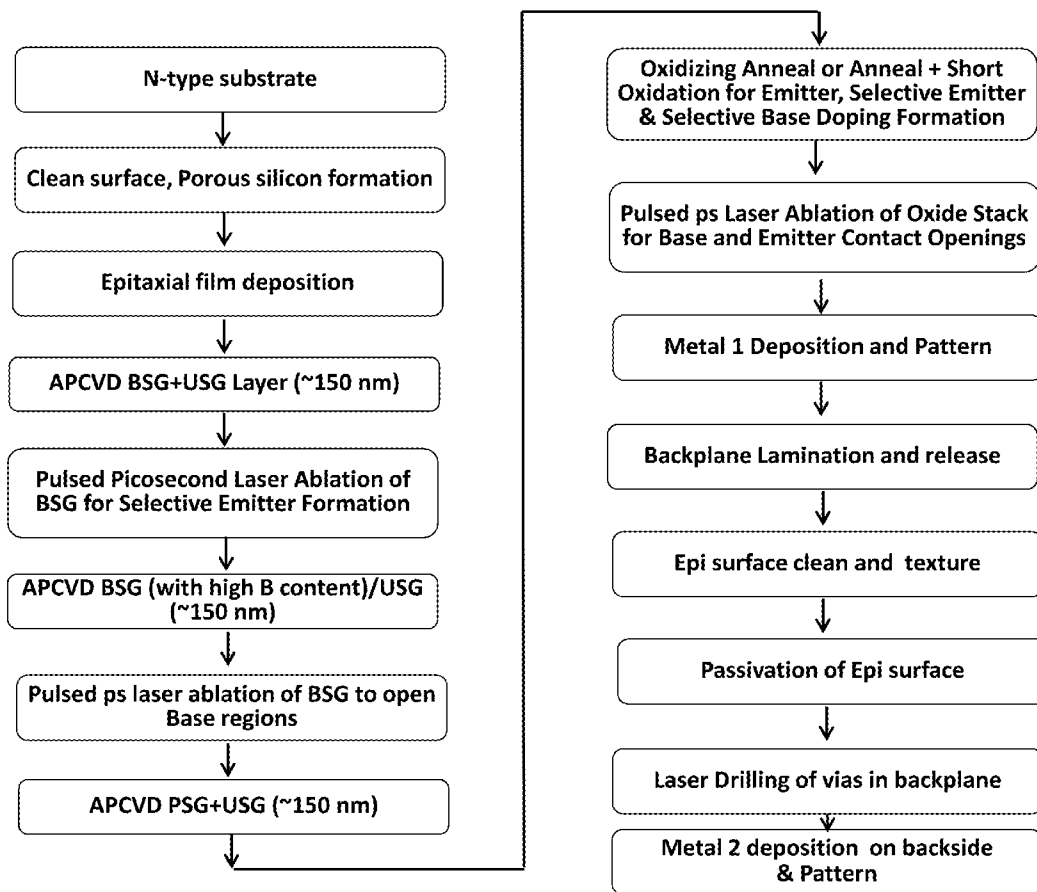 N-type substrate
Clean surface, Porous silicon formation
Epitaxial film deposition
APCVD BSG+USG Layer (~150 nm)
Pulsed Picosecond Laser Ablation of
BSG for Selective Emitter Formation
APCVD BSG (with high B content)/USG
(~150 nm)
Pulsed ps laser ablation of BSG to open
Base regions
APCVD PSG+USG (~150 nm)
Oxidizing Anneal or Anneal + Short
Oxidation for Emitter, Selective Emitter
& Selective Base Doping Formation
Pulsed ps Laser Ablation of Oxide Stack
for Base and Emitter Contact Openings
Metal 1 Deposition and Pattern
Backplane Lamination and release
Epi surface clean and texture
Passivation of Epi surface
Laser Drilling of vias in backplane
Metal 2 deposition on backside
& Pattern